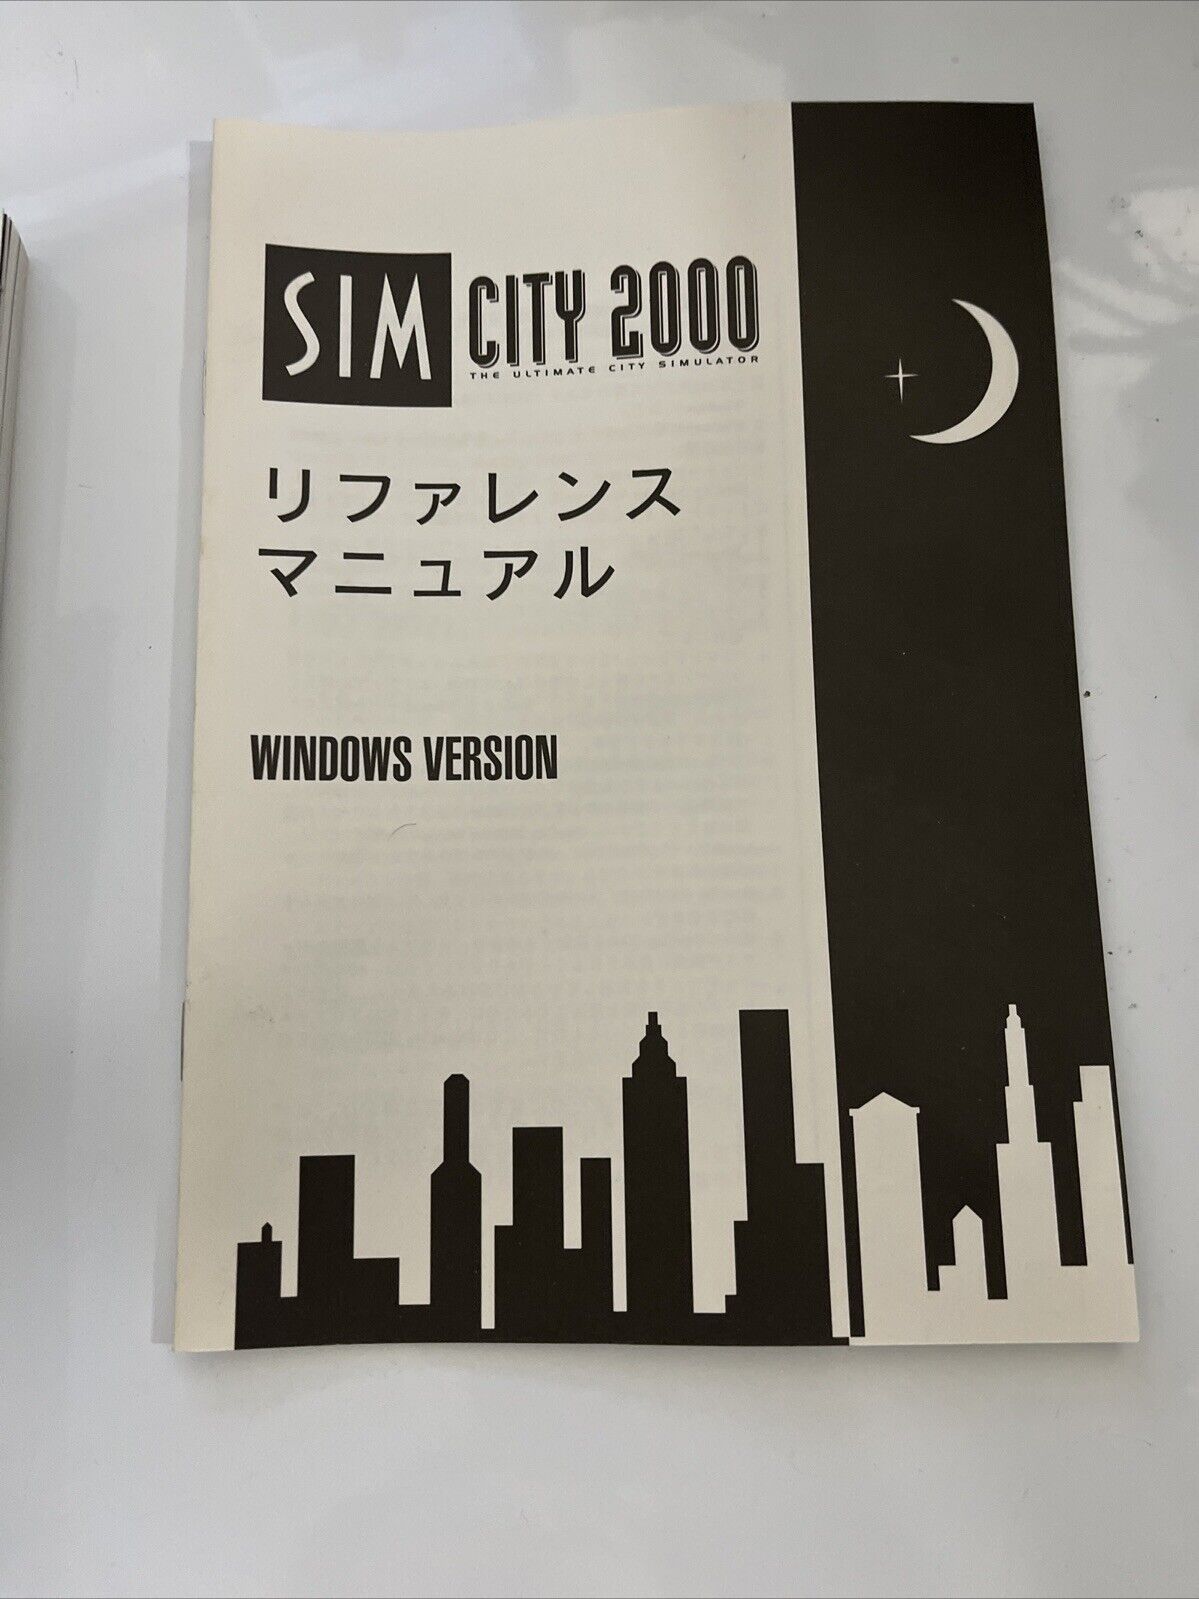 SIM CITY 2000
THE ULTIMATE CITY SIMULATOR
リファレンス
マニュアル
WINDOWS VERSION